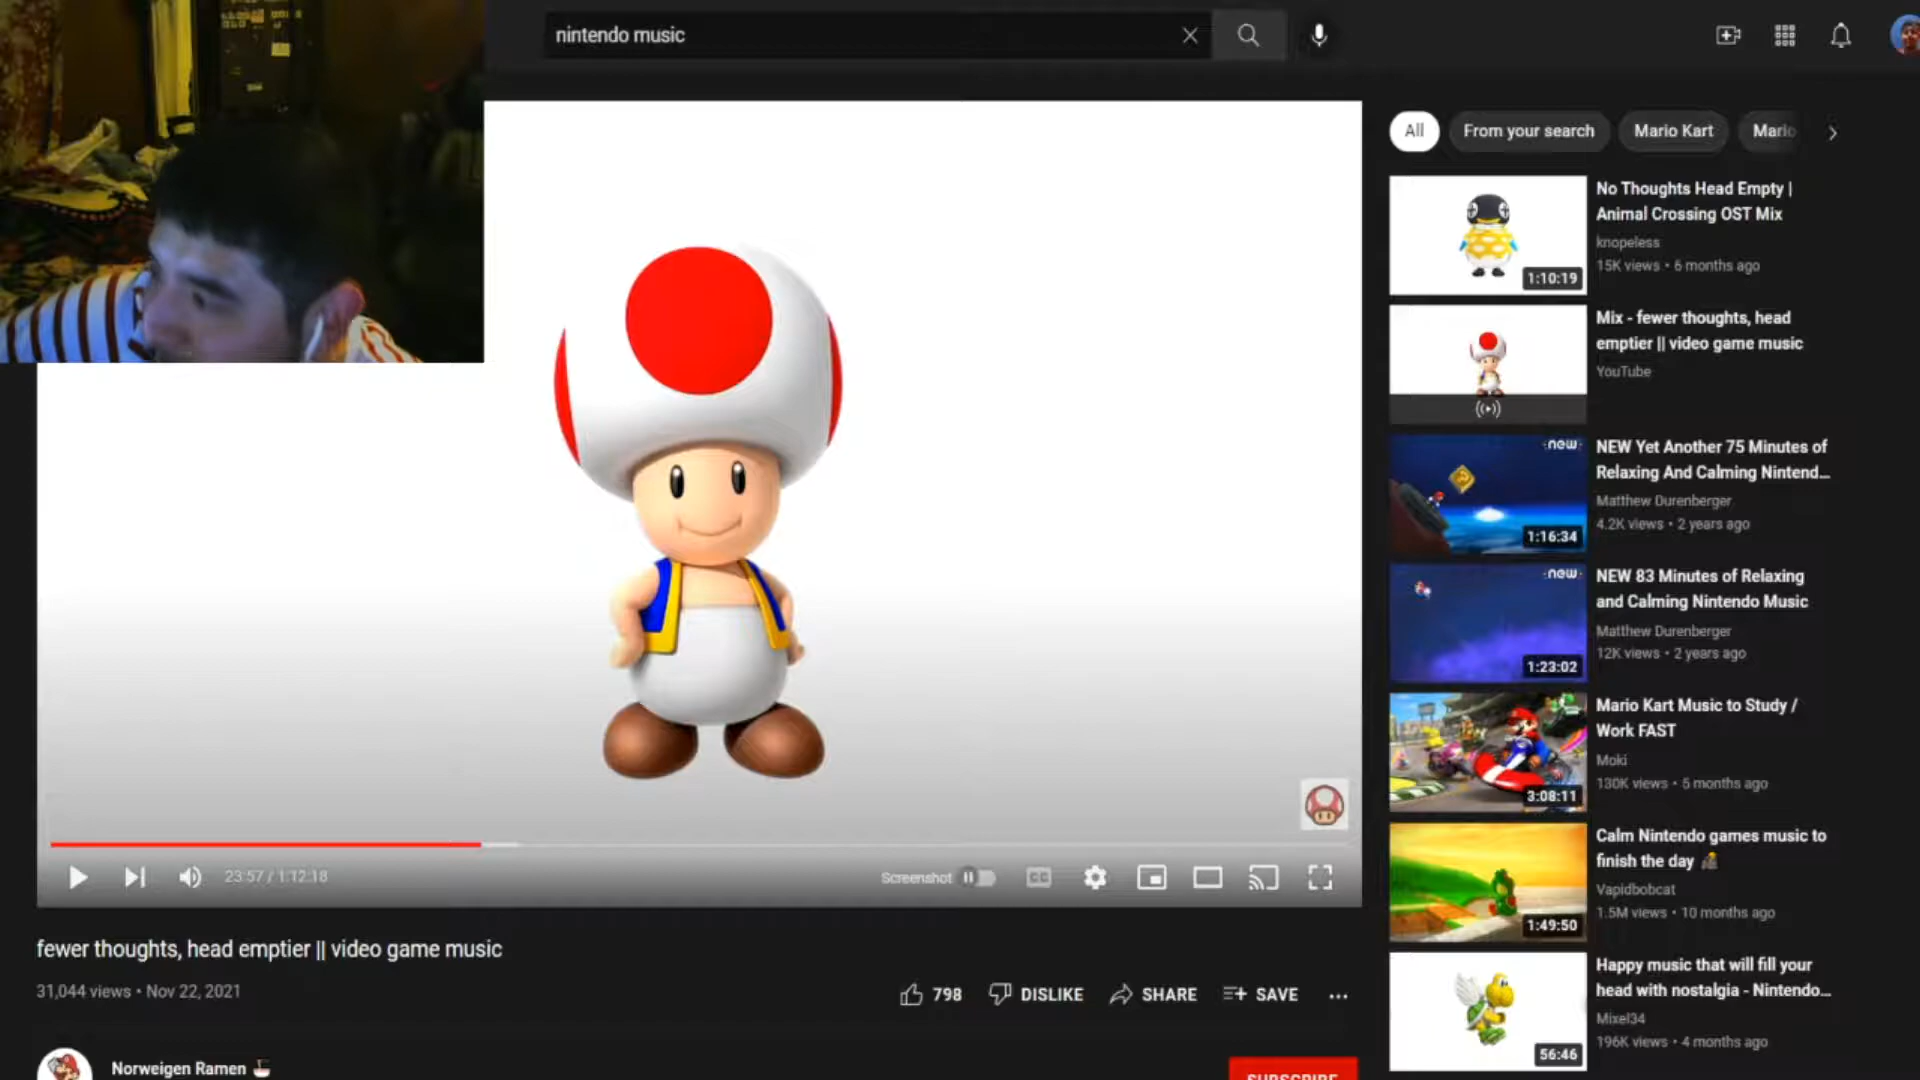 nintendo music
All
From your search
Mario Kart
Mario
No Thoughts Head Empty |
Animal Crossing OST Mix
knopeless
15K views • 6 months ago
1:10:19
Mix - fewer thoughts, head
emptier || video game music
YouTube
·new·
NEW Yet Another 75 Minutes of
Relaxing And Calming Nintend...
Matthew Durenberger
4.2K views • 2 years ago
1:16:34
·new·
NEW 83 Minutes of Relaxing
and Calming Nintendo Music
Matthew Durenberger
12K views • 2 years ago
1:23:02
Mario Kart Music to Study /
Work FAST
Moki
130K views • 5 months ago
3:08:11
Calm Nintendo games music to
finish the day
Vapidbobcat
1.5M views • 10 months ago
1:49:50
Happy music that will fill your
head with nostalgia - Nintendo...
Mixel34
196K views • 4 months ago
56:46
23:57 / 1:12:18
Screenshot
CC
fewer thoughts, head emptier || video game music
31,044 views • Nov 22, 2021
798
DISLIKE
SHARE
SAVE
Norweigen Ramen
SUBSCRIBE